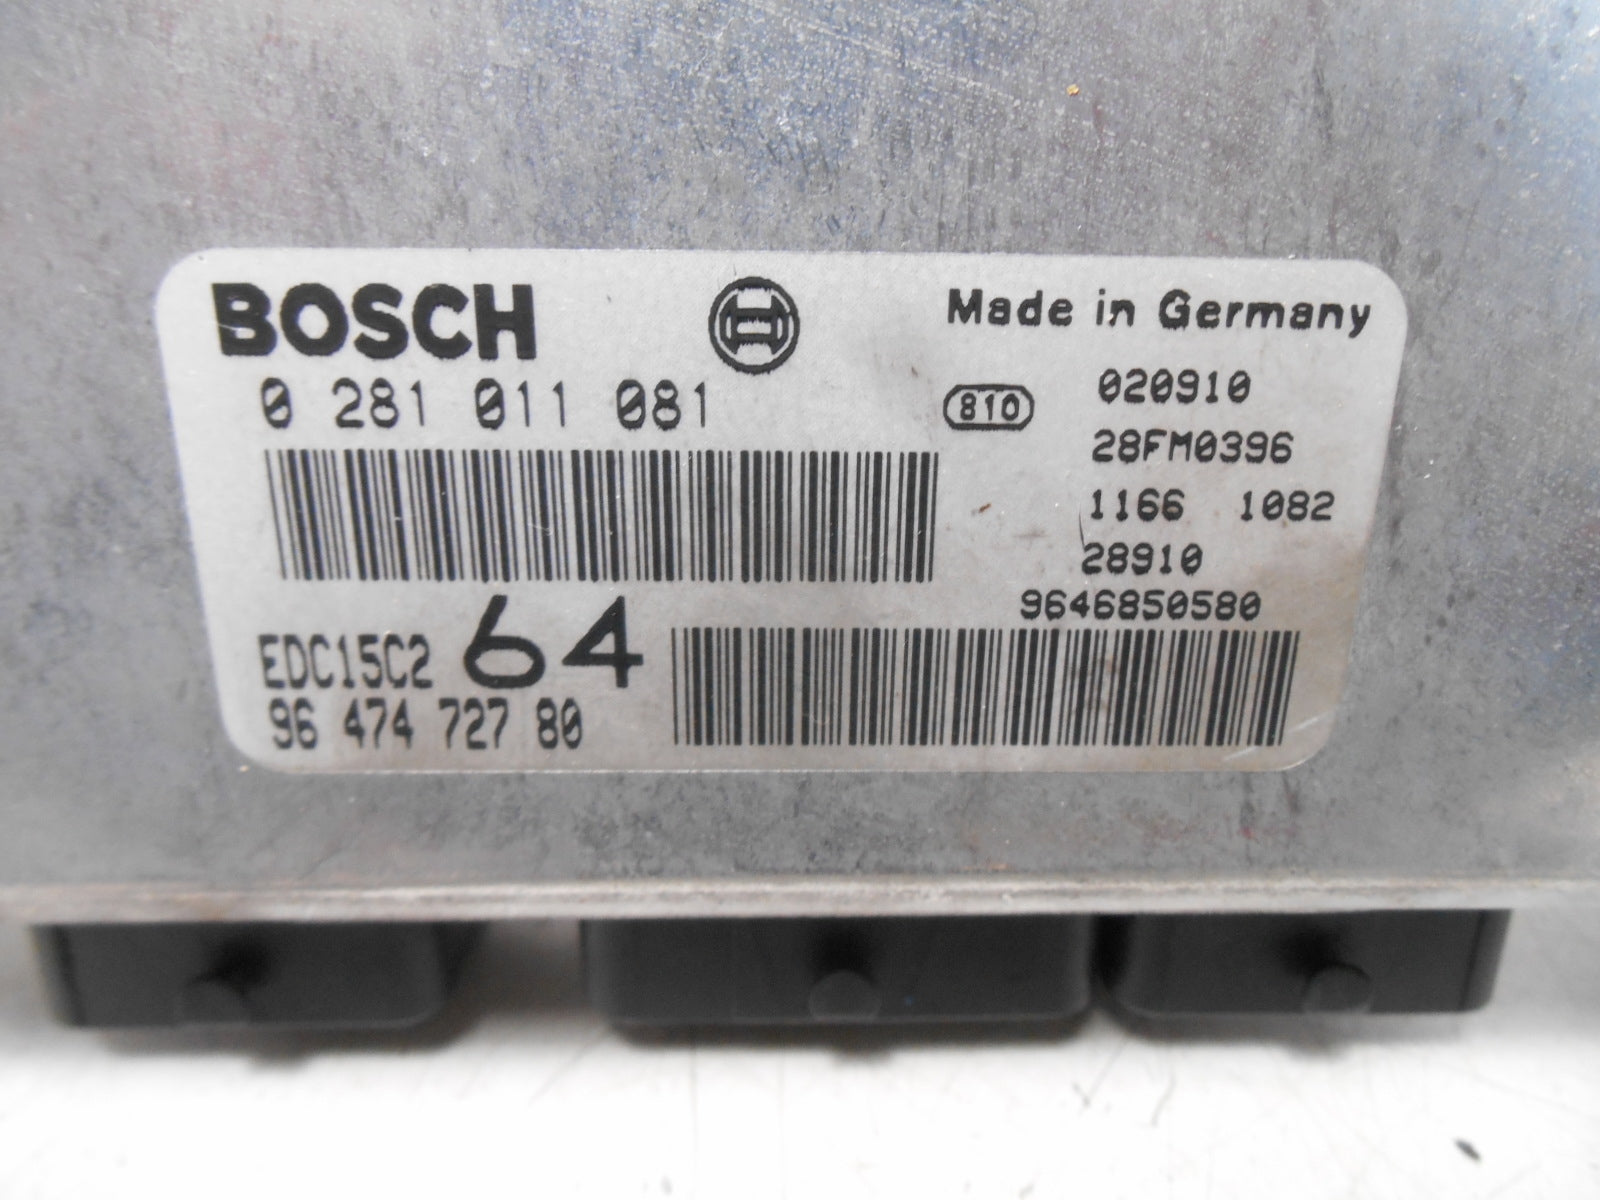 BOSCH
Made in Germany
0 281 011 081
810
020910
28FM0396
1166 1082
28910
9646850580
EDC15C2 64
96 474 727 80